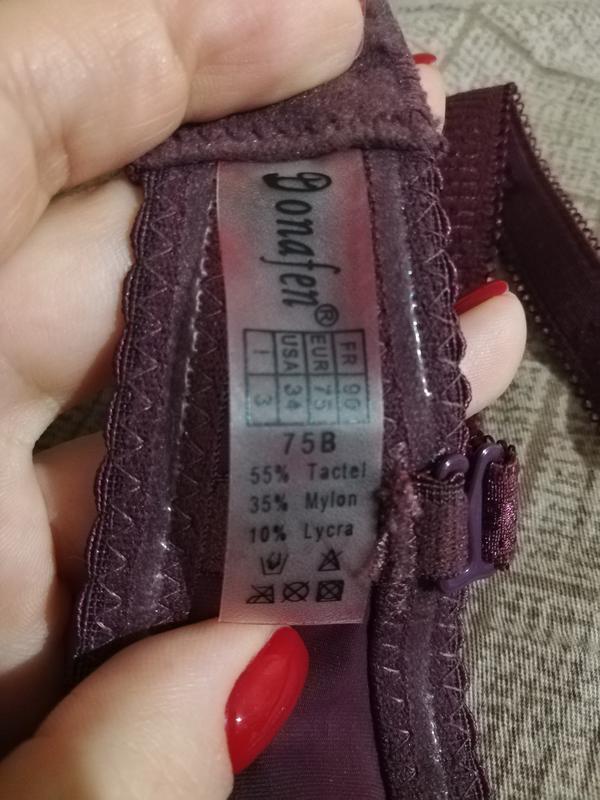 Donafen®
FR 90
EUR 75
USA 34
I 3
75B
55% Tactel
35% Mylon
10% Lycra